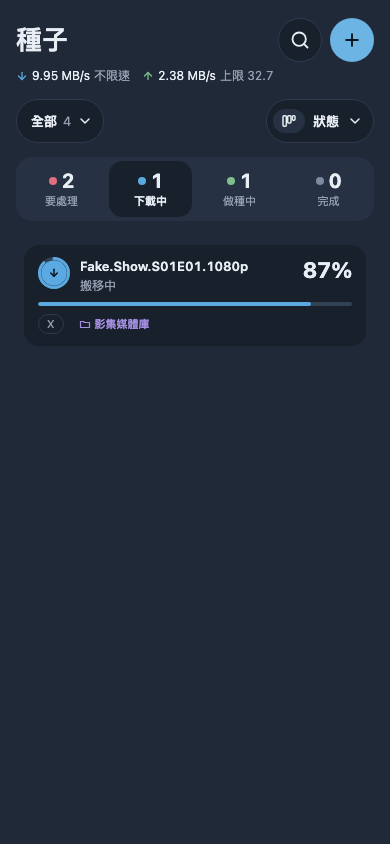 種子
9.95 MB/s 不限速 2.38 MB/s 上限 32.7
全部 4 狀態
2 1 1 0
要處理 下載中 做種中 完成
Fake.Show.S01E01.1080p 87%
搬移中
X 影集媒體庫